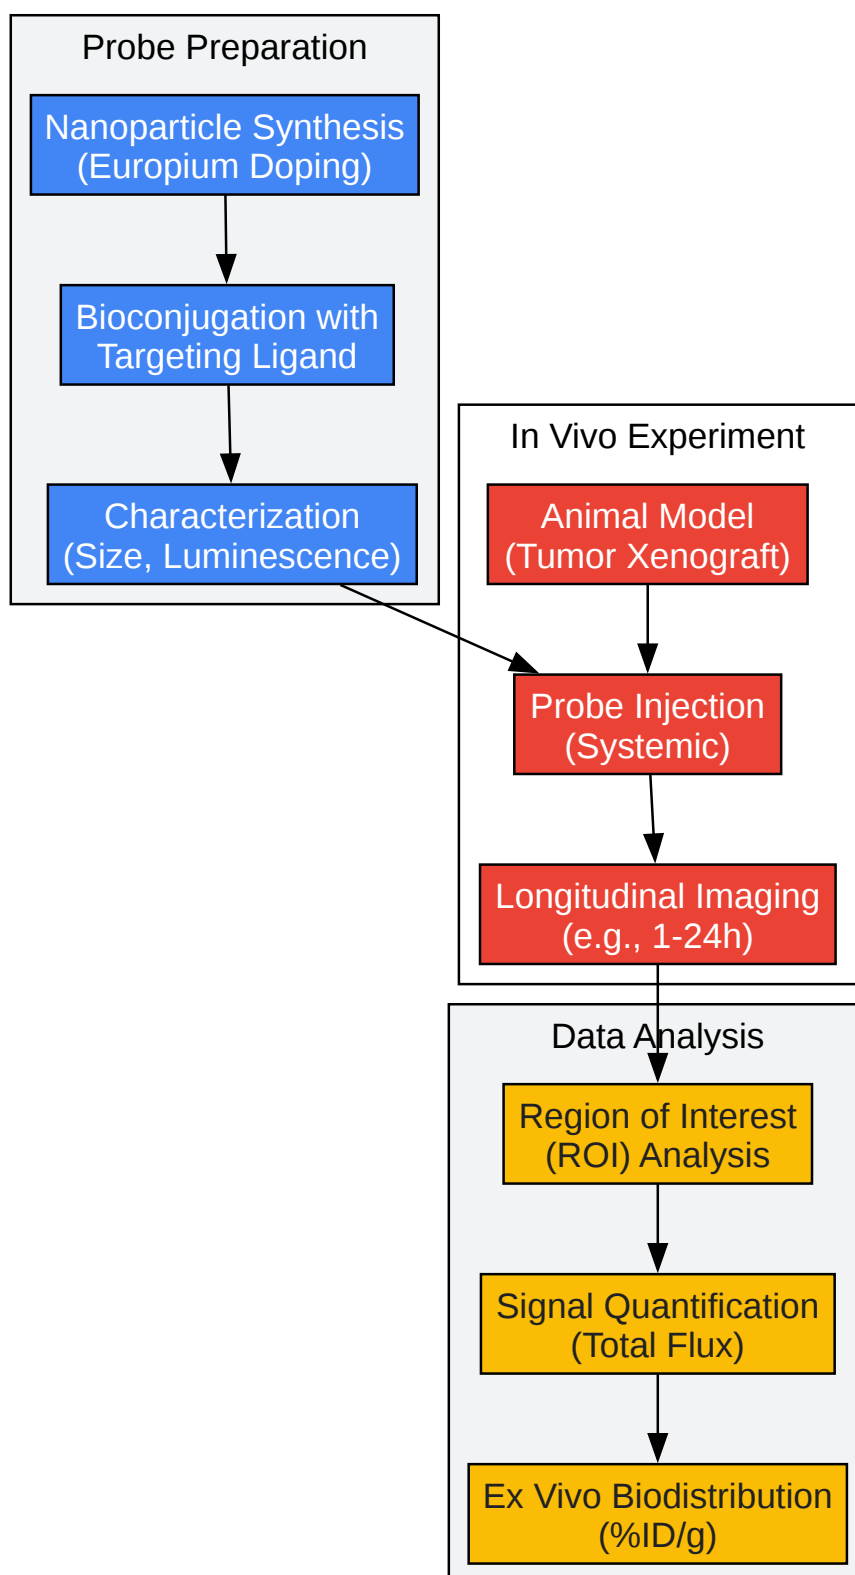 Probe Preparation
Nanoparticle Synthesis
(Europium Doping)
Bioconjugation with
Targeting Ligand
Characterization
(Size, Luminescence)
In Vivo Experiment
Animal Model
(Tumor Xenograft)
Probe Injection
(Systemic)
Longitudinal Imaging
(e.g., 1-24h)
Data Analysis
Region of Interest
(ROI) Analysis
Signal Quantification
(Total Flux)
Ex Vivo Biodistribution
(%ID/g)